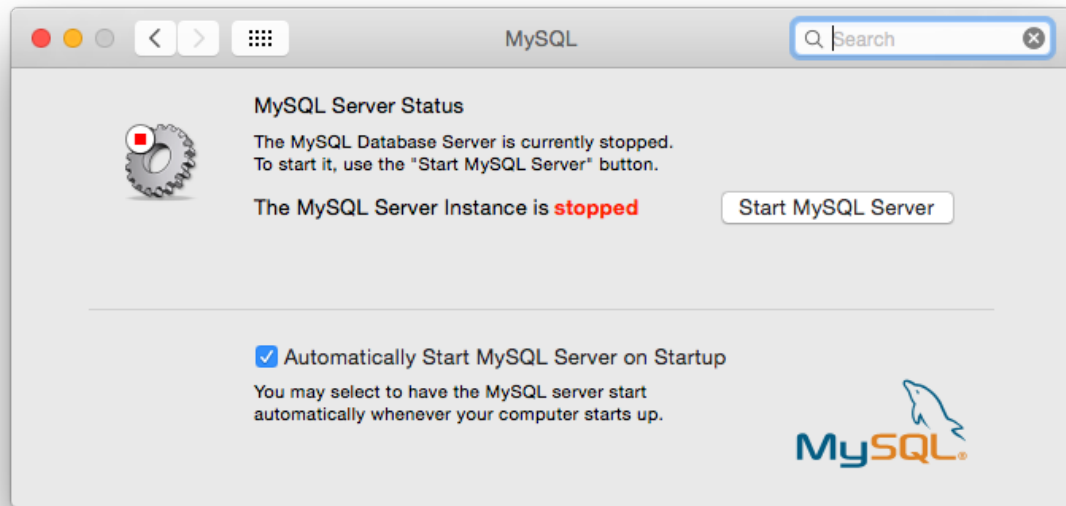 MySQL
Search
MySQL Server Status
The MySQL Database Server is currently stopped.
To start it, use the "Start MySQL Server" button.
The MySQL Server Instance is stopped
Start MySQL Server
Automatically Start MySQL Server on Startup
You may select to have the MySQL server start
automatically whenever your computer starts up.
MySQL®